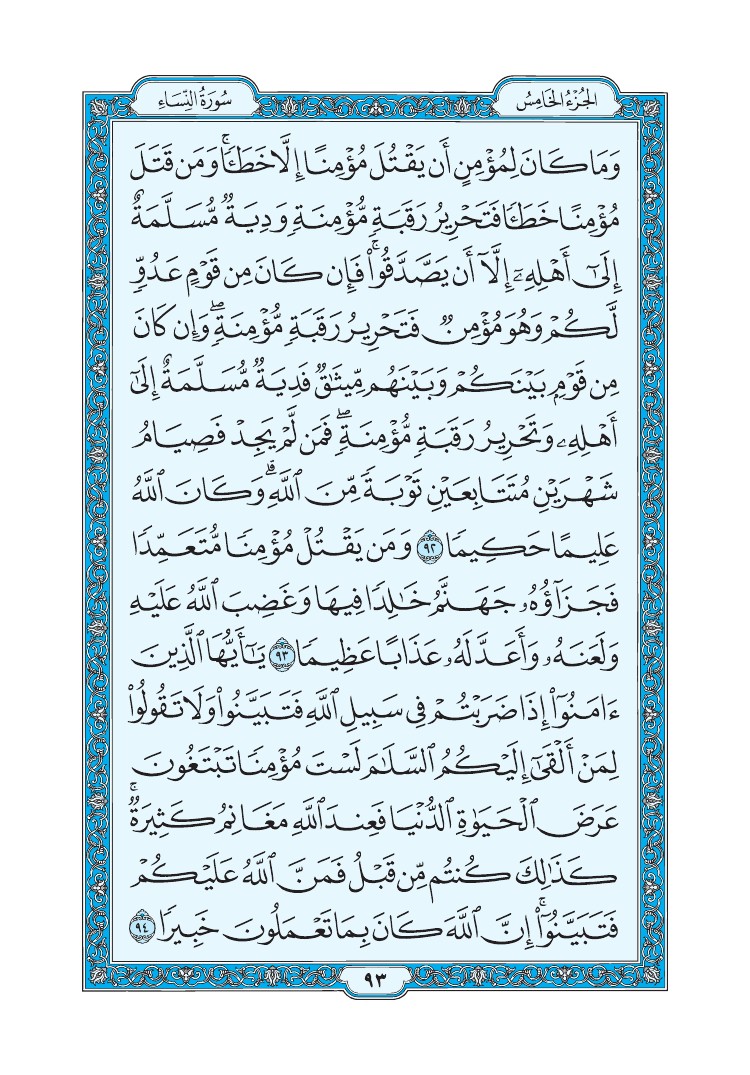 الجُزْءُ الخَامِسُ
سُورَةُ النِّسَاءِ
وَمَا كَانَ لِمُؤْمِنٍ أَن يَقْتُلَ مُؤْمِنًا إِلَّا خَطَـًٔاۚ وَمَن قَتَلَ
مُؤْمِنًا خَطَـًٔا فَتَحْرِيرُ رَقَبَةٍ مُّؤْمِنَةٍ وَدِيَةٌ مُّسَلَّمَةٌ
إِلَىٰٓ أَهْلِهِۦٓ إِلَّآ أَن يَصَّدَّقُوا۟ۚ فَإِن كَانَ مِن قَوْمٍ عَدُوٍّ
لَّكُمْ وَهُوَ مُؤْمِنٌ فَتَحْرِيرُ رَقَبَةٍ مُّؤْمِنَةٍۖ وَإِن كَانَ
مِن قَوْمٍۭ بَيْنَكُمْ وَبَيْنَهُم مِّيثَٰقٌ فَدِيَةٌ مُّسَلَّمَةٌ إِلَىٰٓ
أَهْلِهِۦ وَتَحْرِيرُ رَقَبَةٍ مُّؤْمِنَةٍۖ فَمَن لَّمْ يَجِدْ فَصِيَامُ
شَهْرَيْنِ مُتَتَابِعَيْنِ تَوْبَةً مِّنَ ٱللَّهِۗ وَكَانَ ٱللَّهُ
عَلِيمًا حَكِيمًا ٩٢ وَمَن يَقْتُلْ مُؤْمِنًا مُّتَعَمِّدًا
فَجَزَآؤُهُۥ جَهَنَّمُ خَٰلِدًا فِيهَا وَغَضِبَ ٱللَّهُ عَلَيْهِ
وَلَعَنَهُۥ وَأَعَدَّ لَهُۥ عَذَابًا عَظِيمًا ٩٣ يَٰٓأَيُّهَا ٱلَّذِينَ
ءَامَنُوٓا۟ إِذَا ضَرَبْتُمْ فِى سَبِيلِ ٱللَّهِ فَتَبَيَّنُوا۟ وَلَا تَقُولُوا۟
لِمَنْ أَلْقَىٰٓ إِلَيْكُمُ ٱلسَّلَٰمَ لَسْتَ مُؤْمِنًا تَبْتَغُونَ
عَرَضَ ٱلْحَيَوٰةِ ٱلدُّنْيَا فَعِندَ ٱللَّهِ مَغَانِمُ كَثِيرَةٌۚ
كَذَٰلِكَ كُنتُم مِّن قَبْلُ فَمَنَّ ٱللَّهُ عَلَيْكُمْ
فَتَبَيَّنُوٓا۟ۚ إِنَّ ٱللَّهَ كَانَ بِمَا تَعْمَلُونَ خَبِيرًا ٩٤
٩٣